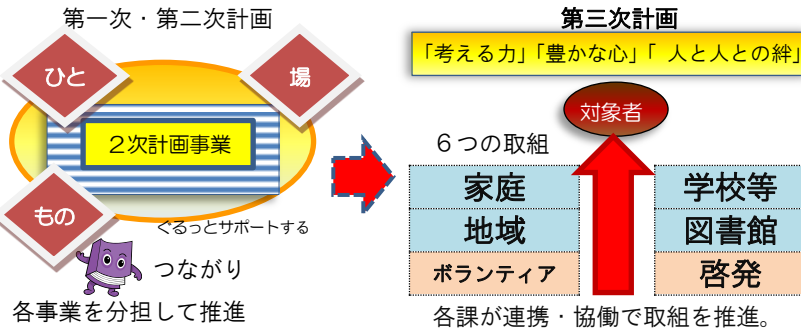 第一次・第二次計画
ひと
場
２次計画事業
もの
ぐるっとサポートする
つながり
各事業を分担して推進
第三次計画
「考える力」「豊かな心」「 人と人との絆」
対象者
６つの取組
家庭
学校等
地域
図書館
ボランティア
啓発
各課が連携・協働で取組を推進。